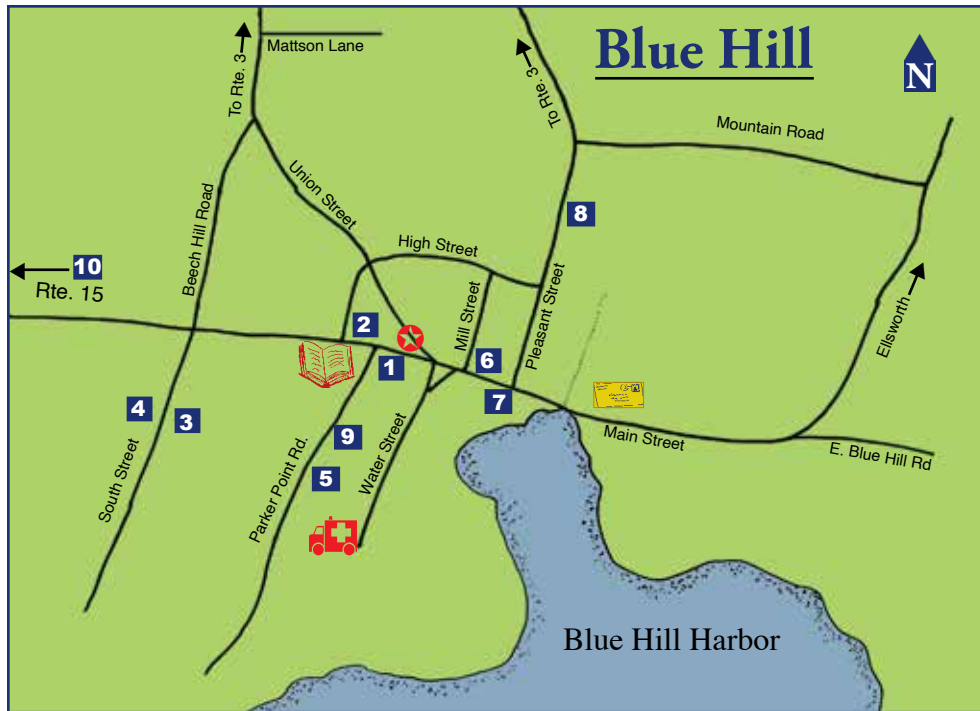 Blue Hill
N
Mattson Lane
To Rte. 3
To Rte. 3
Mountain Road
Union Street
Beech Hill Road
High Street
8
10
Rte. 15
Mill Street
Pleasant Street
Ellsworth
2
1
6
7
4
3
9
5
South Street
Parker Point Rd.
Water Street
Main Street
E. Blue Hill Rd
Blue Hill Harbor